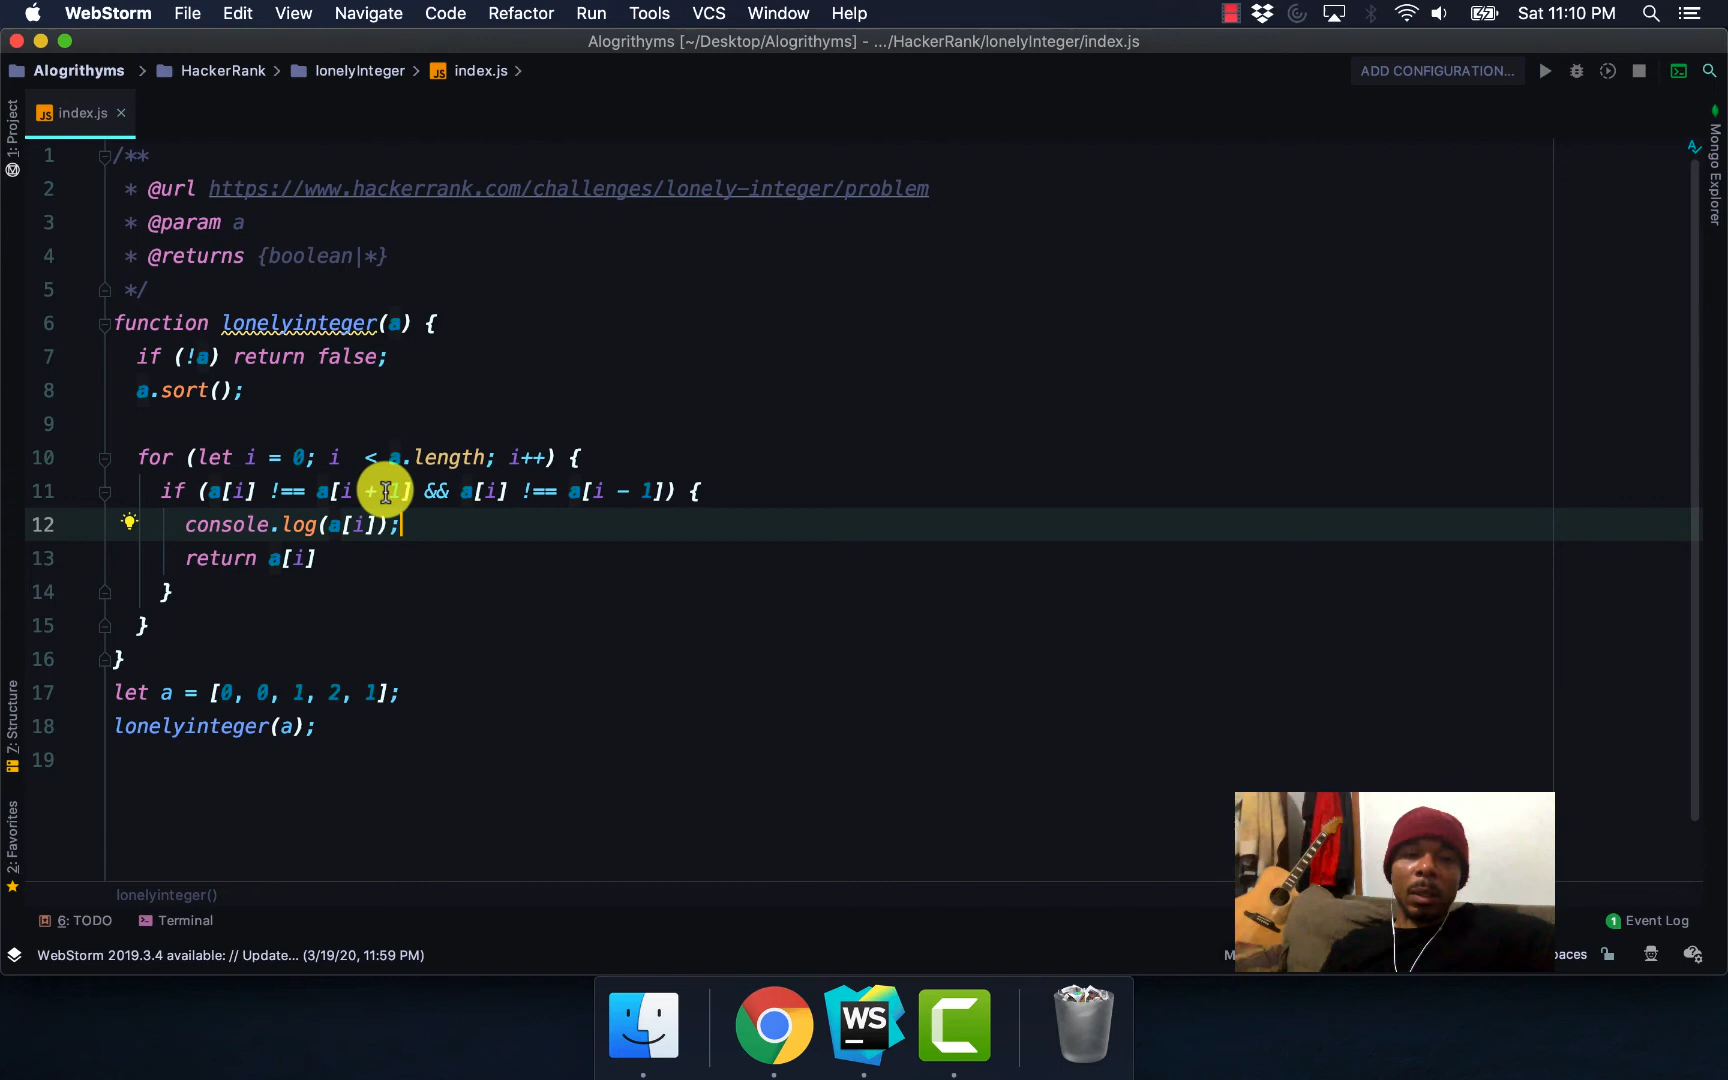 WebStorm File Edit View Navigate Code Refactor Run Tools VCS Window Help Sat 11:10 PM
Alogrithyms [~/Desktop/Alogrithyms] - .../HackerRank/lonelyInteger/index.js
Alogrithyms HackerRank lonelyInteger index.js ADD CONFIGURATION...
1: Project
index.js
Mongo Explorer
1 /**
2 * @url https://www.hackerrank.com/challenges/lonely-integer/problem
3 * @param a
4 * @returns {boolean|*}
5 */
6 function lonelyinteger(a) {
7 if (!a) return false;
8 a.sort();
9
10 for (let i = 0; i  < a.length; i++) {
11 if (a[i] !== a[i + 1] && a[i] !== a[i - 1]) {
12 console.log(a[i]);
13 return a[i]
14 }
15 }
16 }
17 let a = [0, 0, 1, 2, 1];
18 lonelyinteger(a);
19
7: Structure
2: Favorites
lonelyinteger()
6: TODO Terminal 1 Event Log
WebStorm 2019.3.4 available: // Update... (3/19/20, 11:59 PM) paces
WS